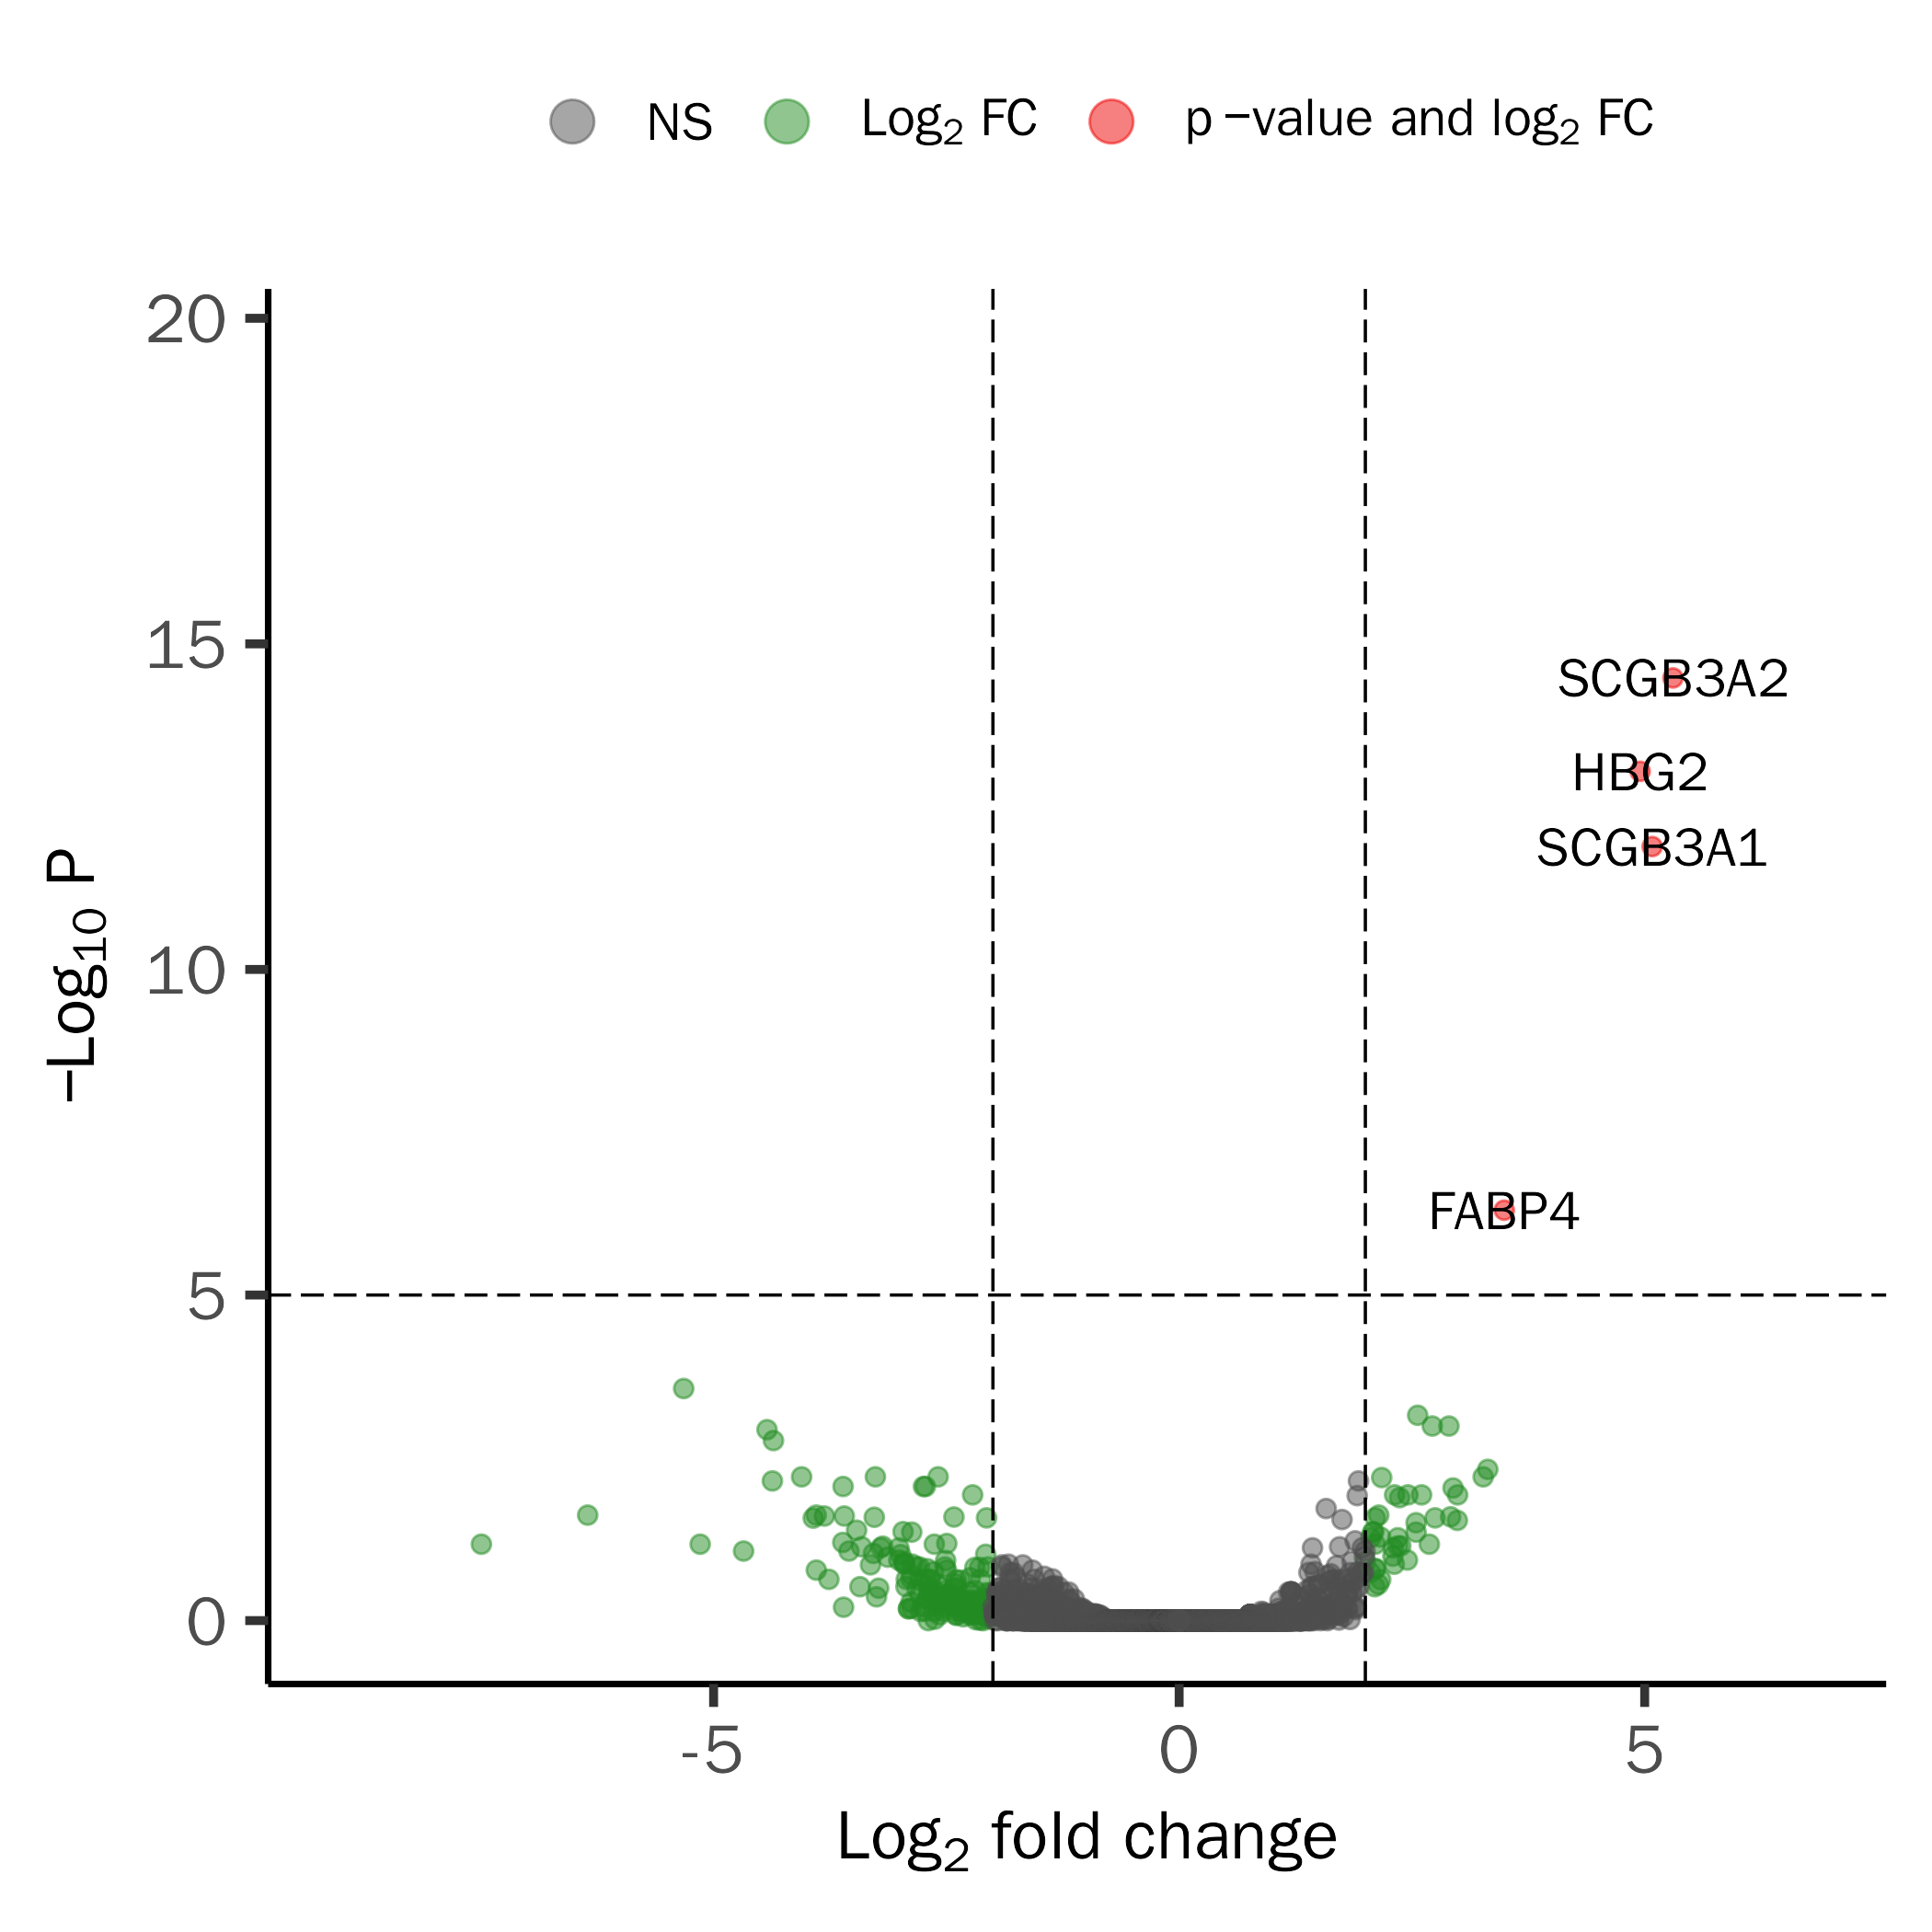 NS Log2 FC p −value and log2 FC
20
15
10
5
0
−Log10 P
SCGB3A2
HBG2
SCGB3A1
FABP4
-5 0 5
Log2 fold change